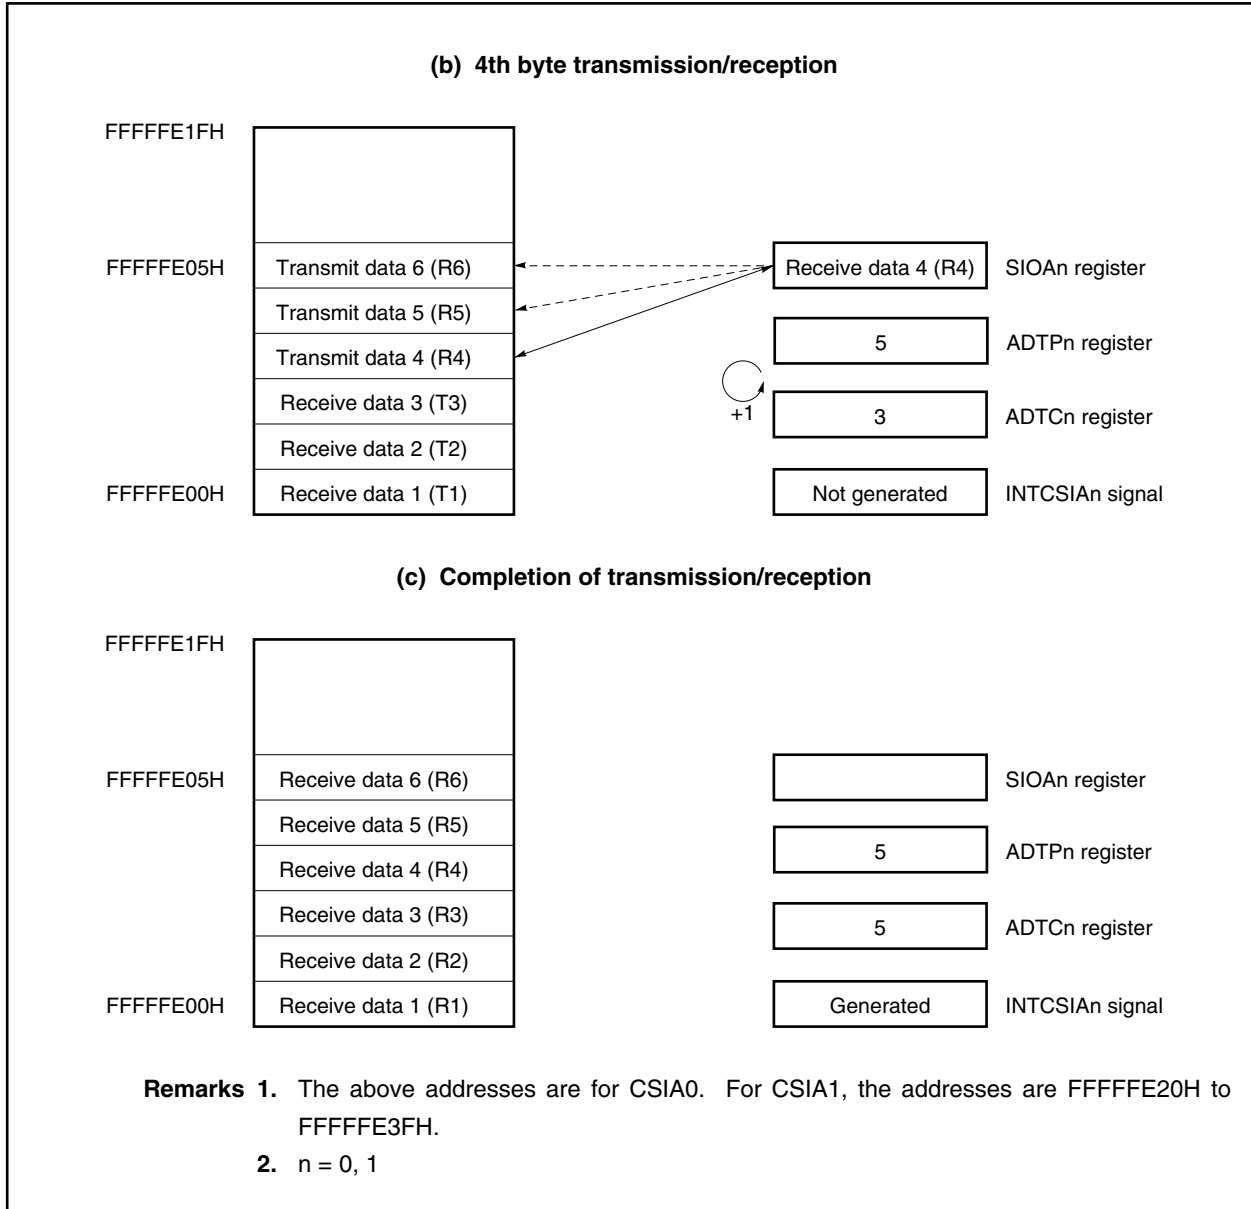 (b) 4th byte transmission/reception
FFFFFE1FH
FFFFFE05H
Transmit data 6 (R6)
Receive data 4 (R4)
SIOAn register
Transmit data 5 (R5)
Transmit data 4 (R4)
5
ADTPn register
Receive data 3 (T3)
+1
3
ADTCn register
Receive data 2 (T2)
FFFFFE00H
Receive data 1 (T1)
Not generated
INTCSIAn signal
(c) Completion of transmission/reception
FFFFFE1FH
FFFFFE05H
Receive data 6 (R6)
SIOAn register
Receive data 5 (R5)
5
ADTPn register
Receive data 4 (R4)
Receive data 3 (R3)
5
ADTCn register
Receive data 2 (R2)
FFFFFE00H
Receive data 1 (R1)
Generated
INTCSIAn signal
Remarks 1. The above addresses are for CSIA0. For CSIA1, the addresses are FFFFFE20H to
FFFFFE3FH.
2. n = 0, 1